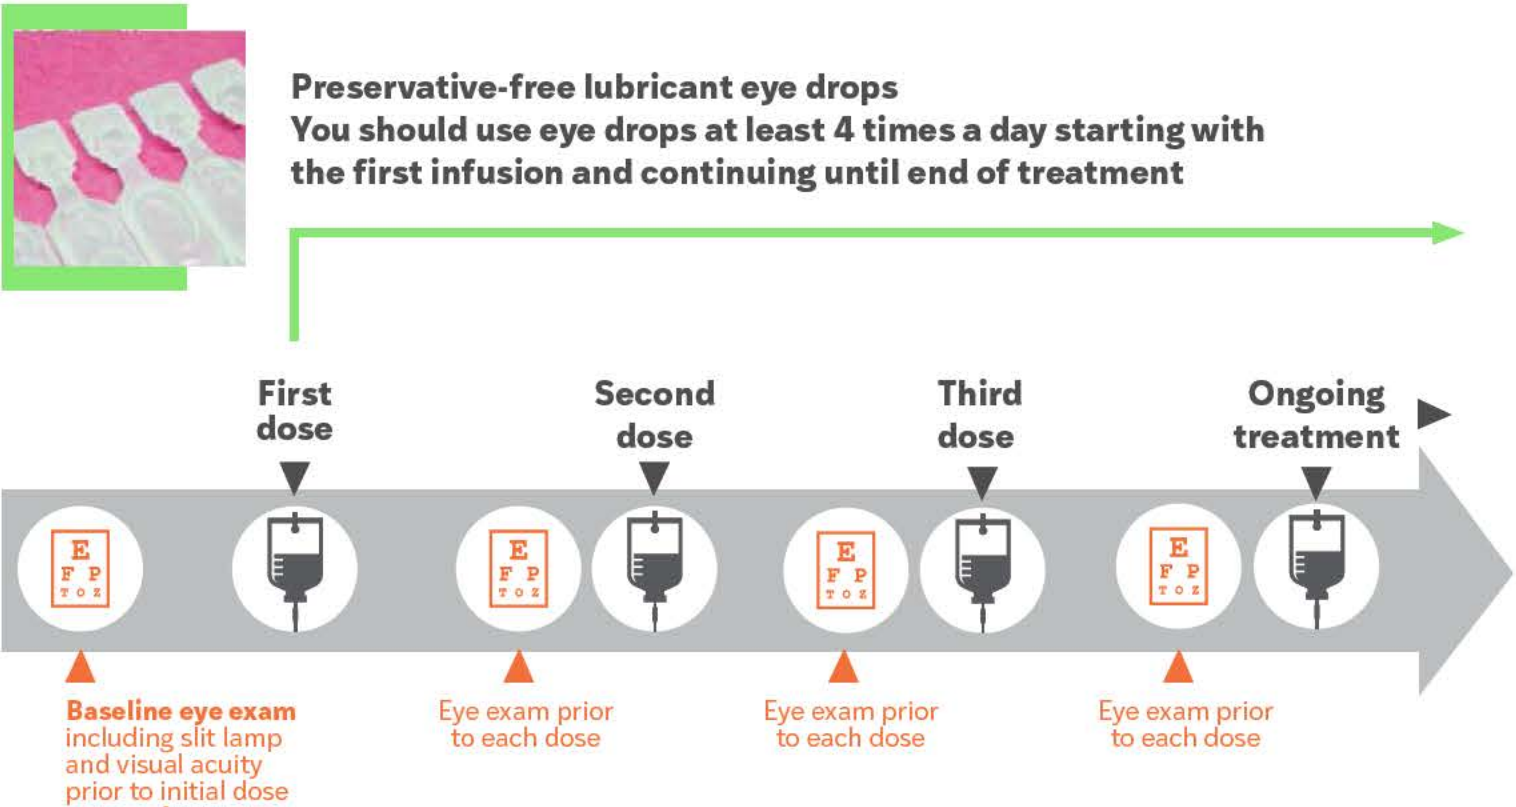 Preservative-free lubricant eye drops
You should use eye drops at least 4 times a day starting with
the first infusion and continuing until end of treatment
First
dose
Second
dose
Third
dose
Ongoing
treatment
E
F P
T O Z
E
F P
T O Z
E
F P
T O Z
E
F P
T O Z
Baseline eye exam
including slit lamp
and visual acuity
prior to initial dose
Eye exam prior
to each dose
Eye exam prior
to each dose
Eye exam prior
to each dose